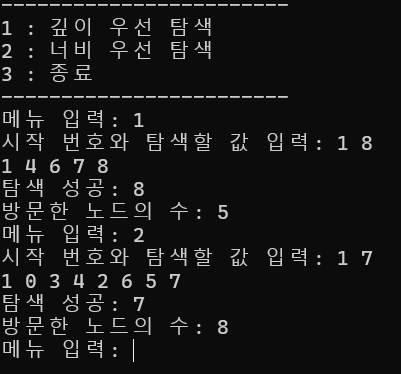 ------------------------
1 : 깊이 우선 탐색
2 : 너비 우선 탐색
3 : 종료
------------------------
메뉴 입력: 1
시작 번호와 탐색할 값 입력: 1 8
1 4 6 7 8
탐색 성공: 8
방문한 노드의 수: 5
메뉴 입력: 2
시작 번호와 탐색할 값 입력: 1 7
1 0 3 4 2 6 5 7
탐색 성공: 7
방문한 노드의 수: 8
메뉴 입력: